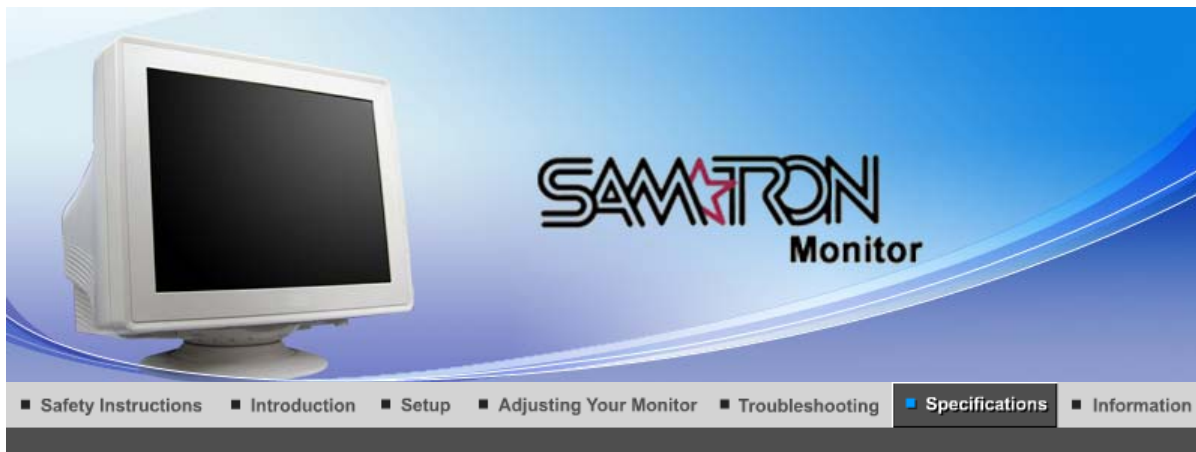 SAMTRON
Monitor
Safety Instructions Introduction Setup Adjusting Your Monitor Troubleshooting Specifications Information